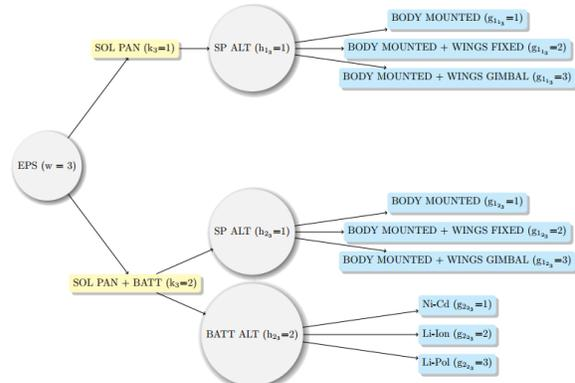 BODY MOUNTED (g₁₁₃=1)
SOL PAN (k₃=1)
SP ALT (h₁₃=1)
BODY MOUNTED + WINGS FIXED (g₁₁₃=2)
BODY MOUNTED + WINGS GIMBAL (g₁₁₃=3)
EPS (w = 3)
BODY MOUNTED (g₁₂₃=1)
SP ALT (h₂₃=1)
BODY MOUNTED + WINGS FIXED (g₁₂₃=2)
BODY MOUNTED + WINGS GIMBAL (g₁₂₃=3)
SOL PAN + BATT (k₃=2)
Ni-Cd (g₂₂₃=1)
BATT ALT (h₂₃=2)
Li-Ion (g₂₂₃=2)
Li-Pol (g₂₂₃=3)